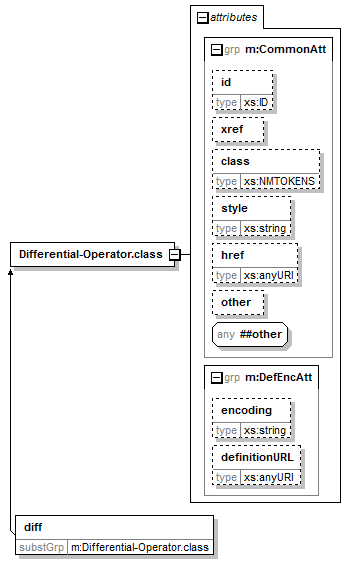 attributes
grp m:CommonAtt
id
type xs:ID
xref
class
type xs:NMTOKENS
style
type xs:string
Differential-Operator.class
href
type xs:anyURI
other
any ##other
grp m:DefEncAtt
encoding
type xs:string
definitionURL
type xs:anyURI
diff
substGrp m:Differential-Operator.class